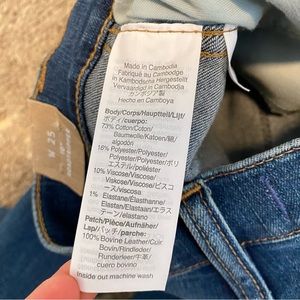 Made in Cambodia
Fabriqué au Cambodge
in Kambodscha Hergestellt
Vervaardigd in Cambodja
カンボジア製
Hecho en Camboya
Body/Corps/Hauptteil/Lijf/
ボディ/cuerpo:
73% Cotton/Coton/
Baumwolle/Katoen/綿/
algodón
16% Polyester/Polyester/
Polyester/Polyester/ポリ
エステル/poliéster
10% Viscose/Viscose/
Viskose/Viscose/ビスコ
ース/Viscosa
1% Elastane/Élasthanne/
Elastan/Elastaan/エラス
テーン/elastano
Patch/Pièce/Aufnäher/
Lap/パッチ/parche:
100% Bovine Leather/Cuir
Bovin/Rindleder/
Runderleer/牛革/
cuero bovino
Inside out machine wash
25